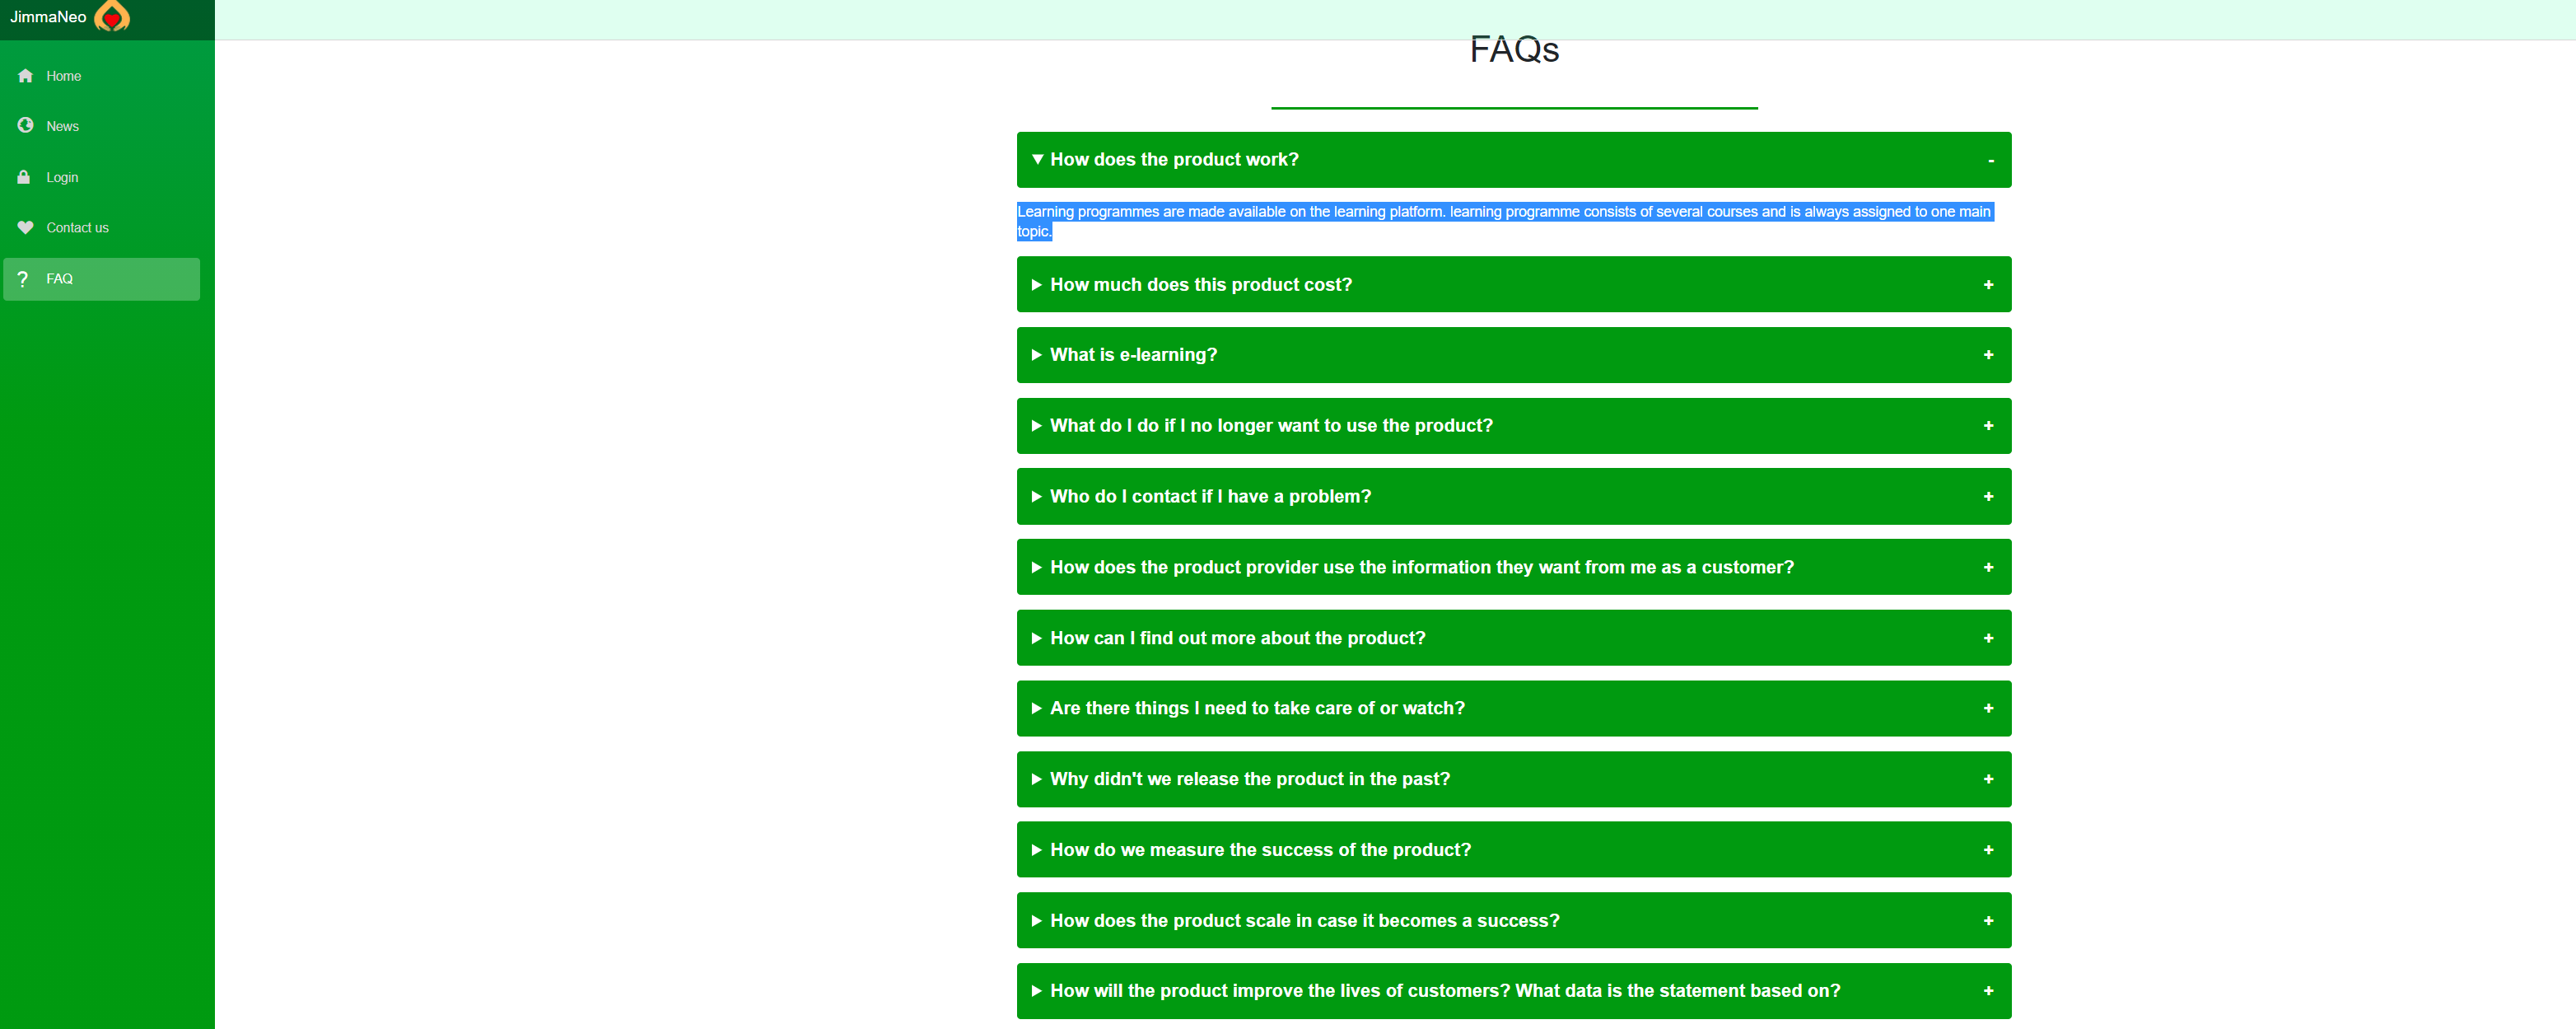 JimmaNeo
Home
News
Login
Contact us
? FAQ
FAQs
How does the product work? -
Learning programmes are made available on the learning platform. learning programme consists of several courses and is always assigned to one main
topic.
How much does this product cost? +
What is e-learning? +
What do I do if I no longer want to use the product? +
Who do I contact if I have a problem? +
How does the product provider use the information they want from me as a customer? +
How can I find out more about the product? +
Are there things I need to take care of or watch? +
Why didn't we release the product in the past? +
How do we measure the success of the product? +
How does the product scale in case it becomes a success? +
How will the product improve the lives of customers? What data is the statement based on? +